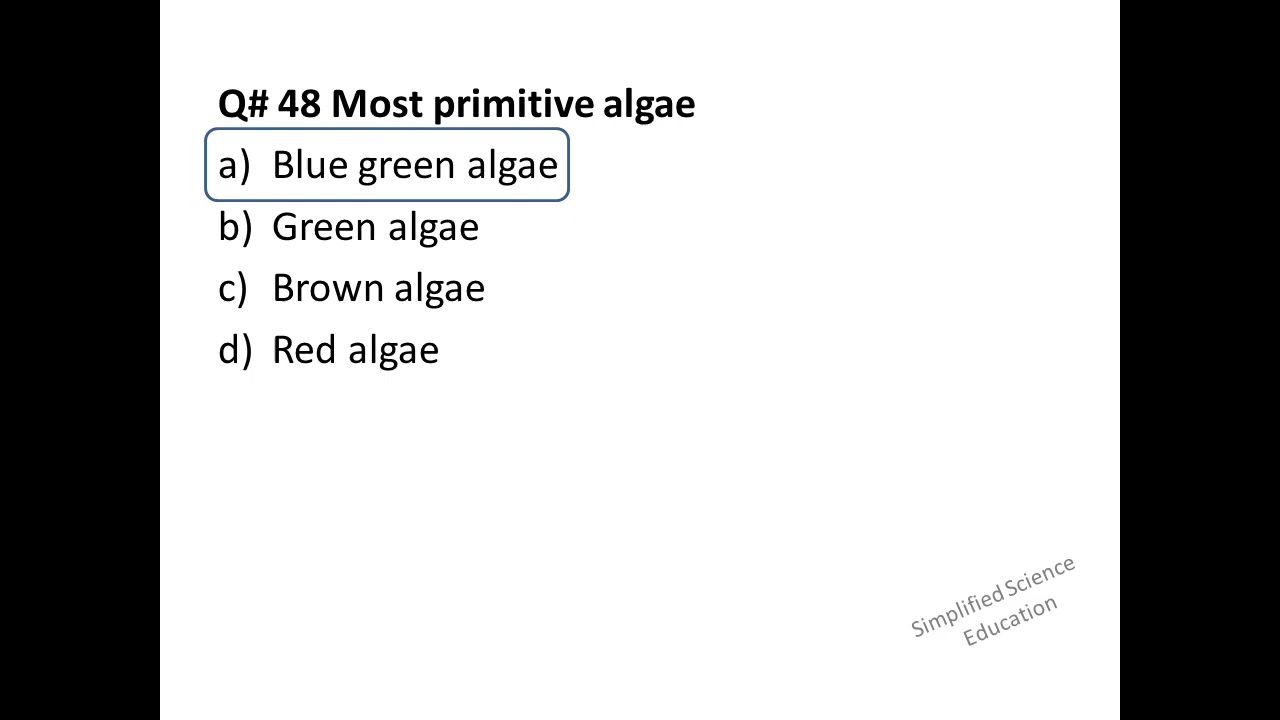 Q# 48 Most primitive algae
a) Blue green algae
b) Green algae
c) Brown algae
d) Red algae
Simplified Science
Education